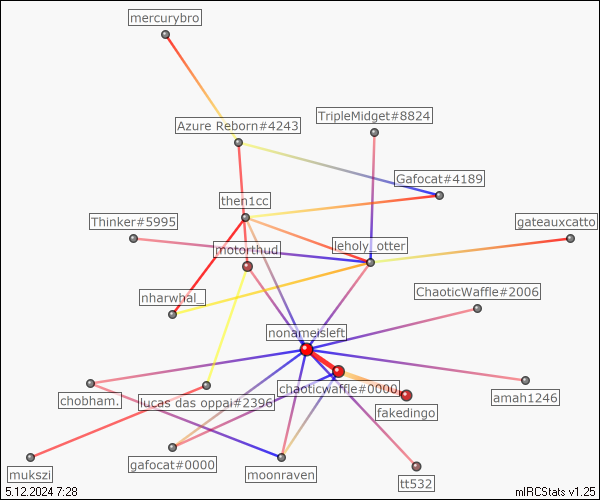 mercurybro
Azure Reborn#4243
TripleMidget#8824
Gafocat#4189
then1cc
Thinker#5995
gateauxcatto
motorthud
leholy_otter
nharwhal_
ChaoticWaffle#2006
nonameisleft
chaoticwaffle#0000
chobham.
lucas das oppai#2396
amah1246
fakedingo
mukszi
gafocat#0000
moonraven
tt532
5.12.2024 7:28
mIRCStats v1.25